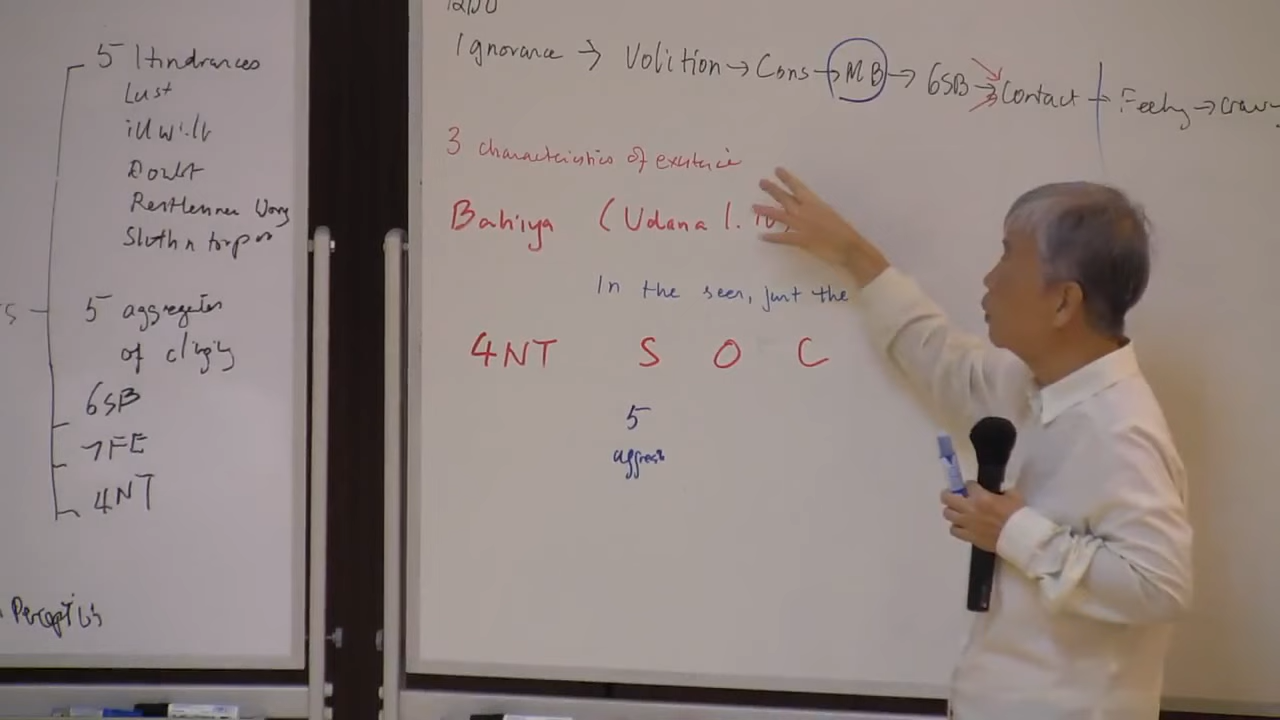 5 Hindrances
Lust
ill will
Doubt
Restlessness Worry
Sloth n torpor
5 aggregates
of clinging
6SB
7FE
4NT
Ignorance → Volition → Cons → MB → 6SB → Contact → Feeling → Crav
3 characteristics of existence
Bahiya (Udana 1.10)
In the seen, just the
4NT S O C
5